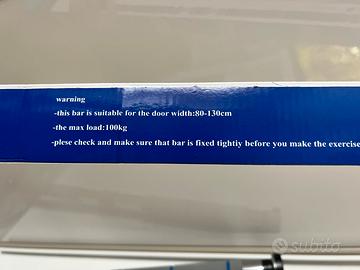 warning
-this bar is suitable for the door width:80-130cm
-the max load:100kg
-plese check and make sure that bar is fixed tightiy before you make the exercise
subito